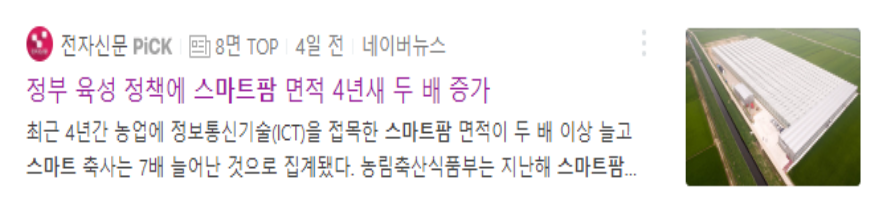 전자신문 PiCK 8면 TOP 4일 전 네이버뉴스
정부 육성 정책에 스마트팜 면적 4년새 두 배 증가
최근 4년간 농업에 정보통신기술(ICT)을 접목한 스마트팜 면적이 두 배 이상 늘고
스마트 축사는 7배 늘어난 것으로 집계됐다. 농림축산식품부는 지난해 스마트팜...